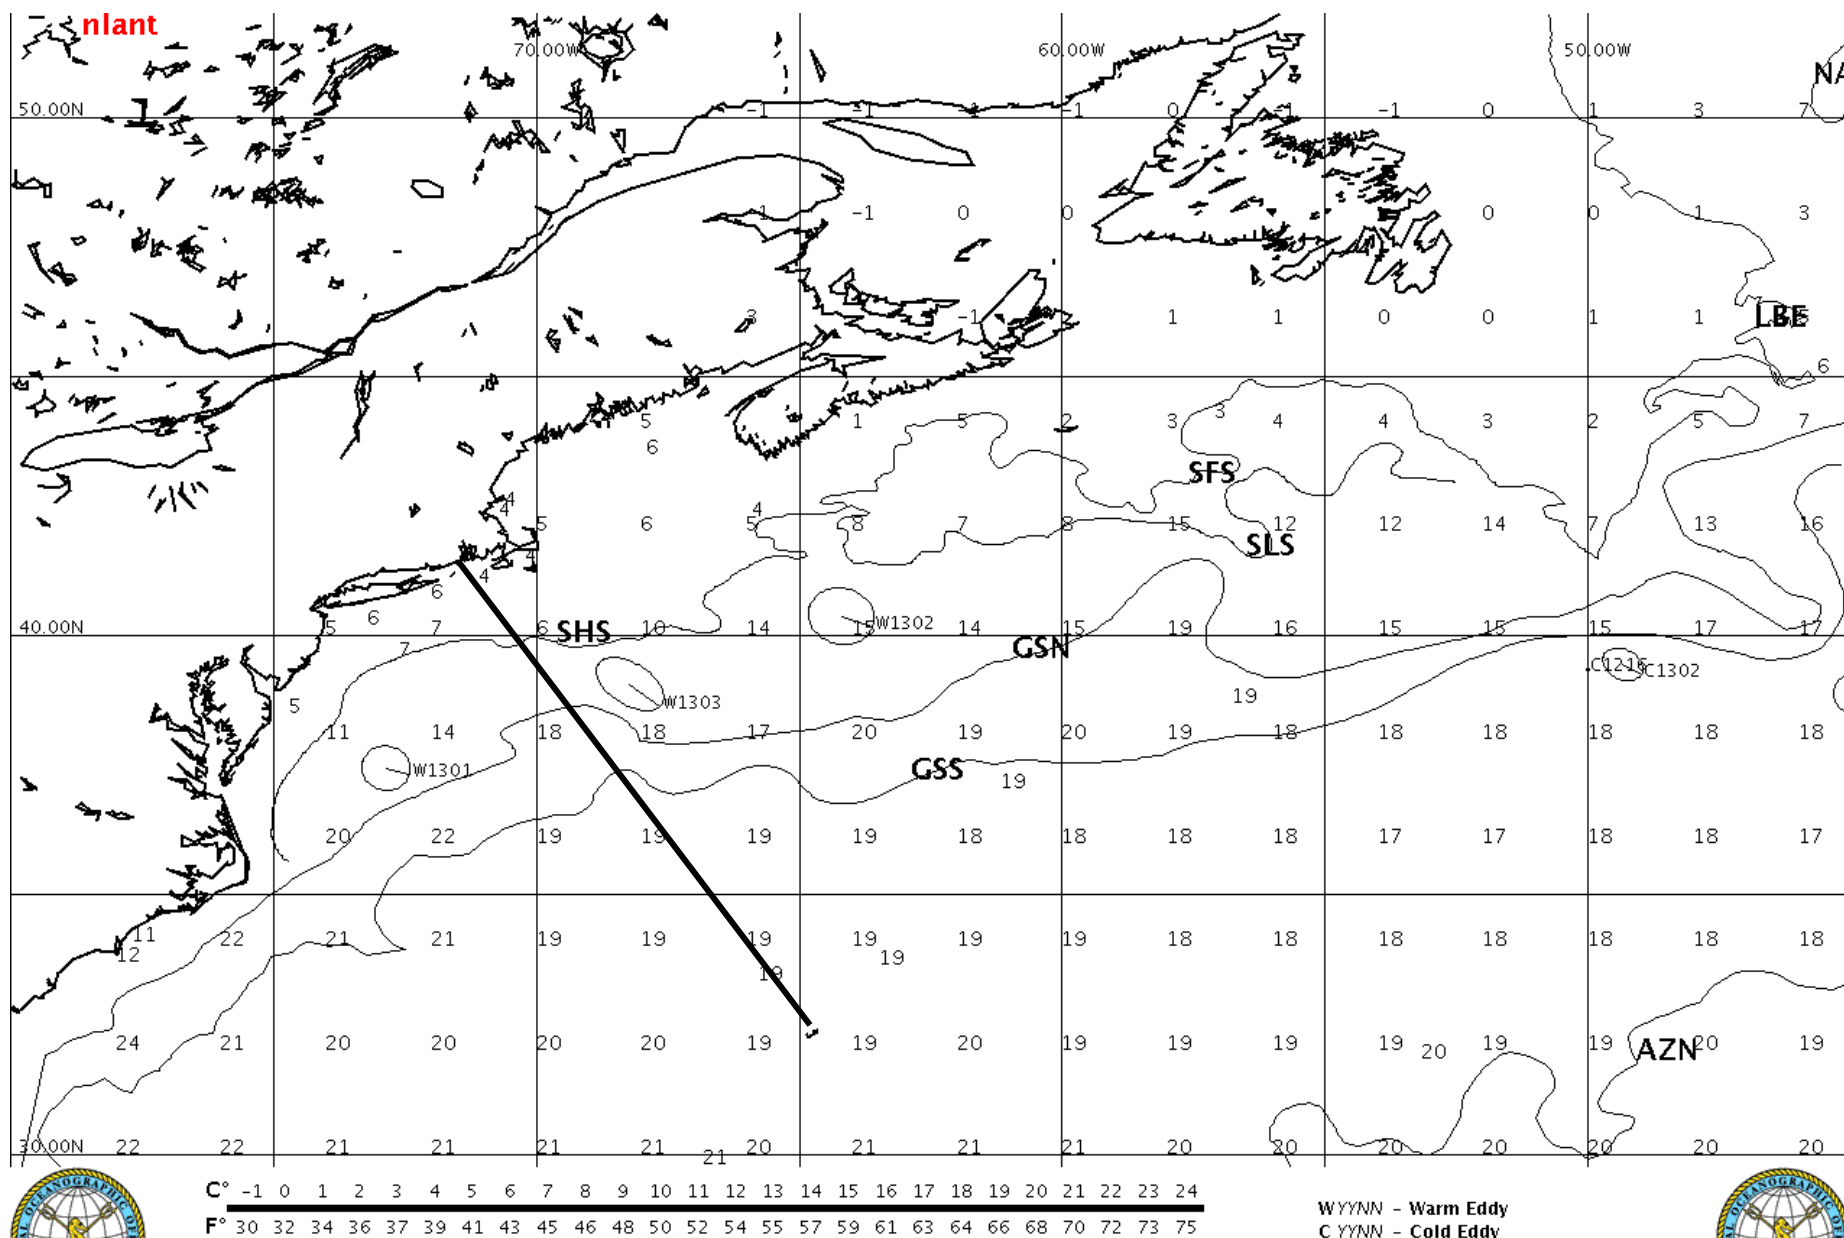 nlant
70.00W 60.00W 50.00W
NA
50.00N -1 -1 -1 -1 0 -1 -1 0 1 3 7
-1 -1 0 0 0 0 1 3
3 -1 1 1 0 0 1 1 LBE
6
5 1 5 2 3 3 4 4 3 2 5 7
6
SFS
4 4 5 6 4 8 7 8 15 12 12 14 7 13 16
SLS
4 4
6
6
40.00N 5 7 6 SHS 10 14 15 W1302 14 15 19 16 15 15 15 17 17
7 GSN
C1216 C1302
5 W1303 19
11 14 18 18 17 20 19 20 19 18 18 18 18 18 18
W1301 GSS 19
20 22 19 19 19 19 18 18 18 18 17 17 18 18 17
11 22 21 21 19 19 19 19 19 19 18 18 18 18 18 18 18
12 19
19
24 21 20 20 20 20 19 19 20 19 19 19 19 19 19 20 19
20 AZN
30.00N 22 22 21 21 21 21 20 21 21 21 20 20 20 20 20 20 20
21
C° -1 0 1 2 3 4 5 6 7 8 9 10 11 12 13 14 15 16 17 18 19 20 21 22 23 24
F° 30 32 34 36 37 39 41 43 45 46 48 50 52 54 55 57 59 61 63 64 66 68 70 72 73 75
WYYNN - Warm Eddy
CYYNN - Cold Eddy
OCEANOGRAPHIC
OCEANOGRAPHIC